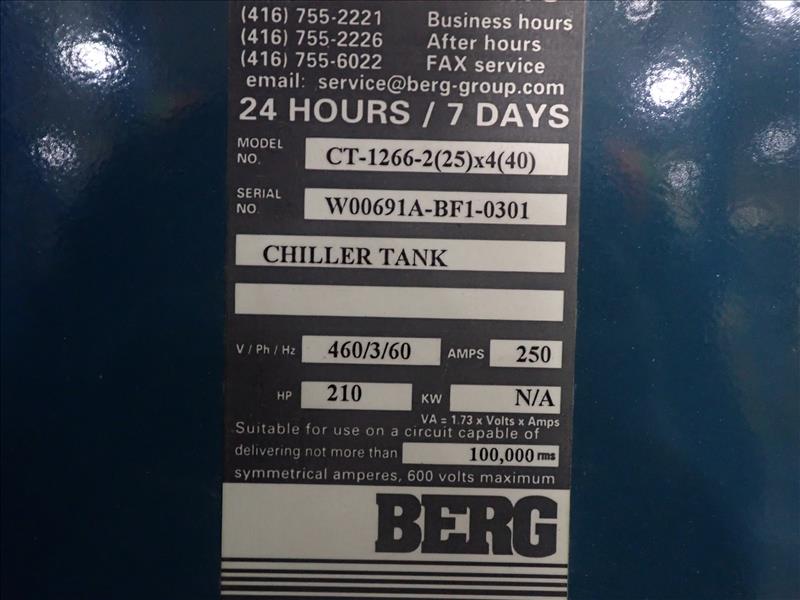 (416) 755-2221 Business hours
(416) 755-2226 After hours
(416) 755-6022 FAX service
email: service@berg-group.com
24 HOURS / 7 DAYS
MODEL NO. CT-1266-2(25)x4(40)
SERIAL NO. W00691A-BF1-0301
CHILLER TANK
V / Ph / Hz 460/3/60 AMPS 250
HP 210 KW N/A
VA = 1.73 x Volts x Amps
Suitable for use on a circuit capable of
delivering not more than 100,000 rms
symmetrical amperes, 600 volts maximum
BERG